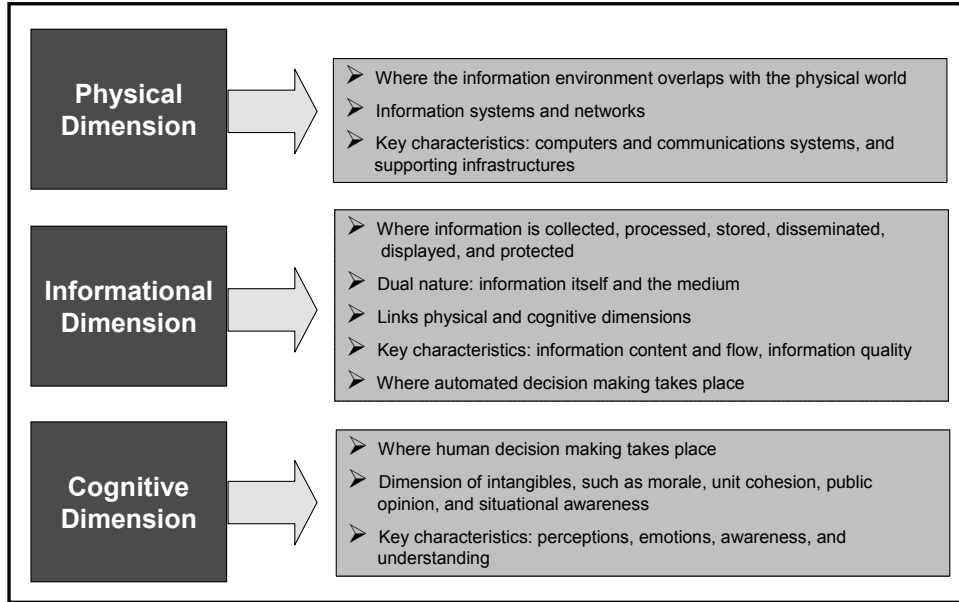 Physical
Dimension
➢ Where the information environment overlaps with the physical world
➢ Information systems and networks
➢ Key characteristics: computers and communications systems, and
supporting infrastructures
Informational
Dimension
➢ Where information is collected, processed, stored, disseminated,
displayed, and protected
➢ Dual nature: information itself and the medium
➢ Links physical and cognitive dimensions
➢ Key characteristics: information content and flow, information quality
➢ Where automated decision making takes place
Cognitive
Dimension
➢ Where human decision making takes place
➢ Dimension of intangibles, such as morale, unit cohesion, public
opinion, and situational awareness
➢ Key characteristics: perceptions, emotions, awareness, and
understanding